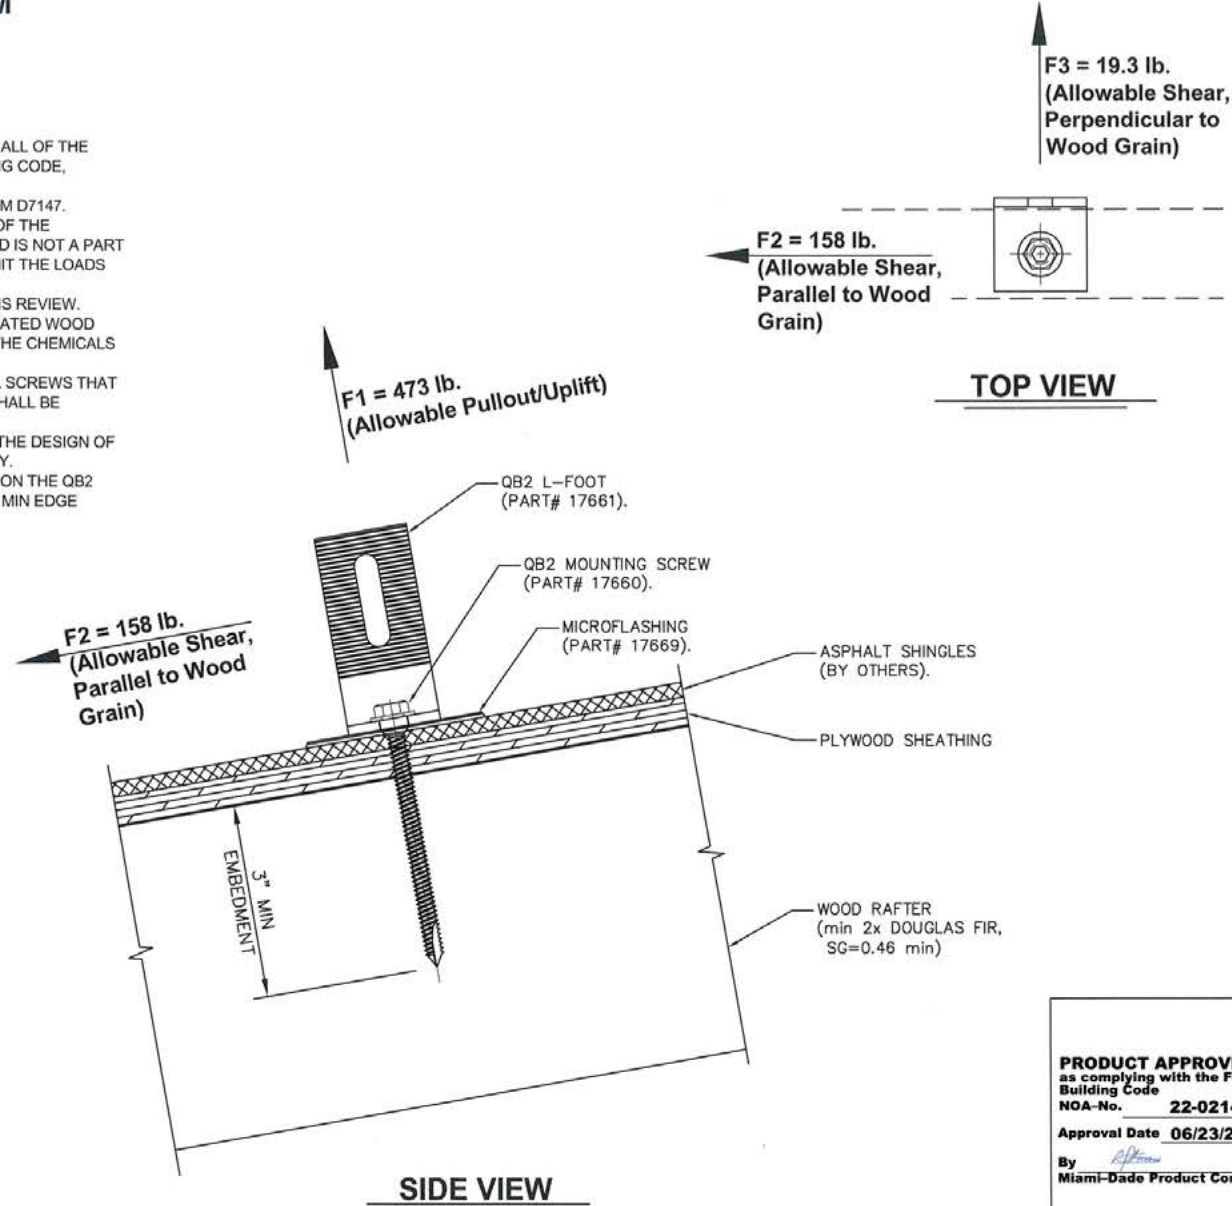 ALL OF THE
G CODE,
M D7147.
OF THE
D IS NOT A PART
IT THE LOADS
IS REVIEW.
ATED WOOD
HE CHEMICALS
SCREWS THAT
HALL BE
THE DESIGN OF
Y.
ON THE QB2
MIN EDGE
F3 = 19.3 lb.
(Allowable Shear,
Perpendicular to
Wood Grain)
F2 = 158 lb.
(Allowable Shear,
Parallel to Wood
Grain)
TOP VIEW
F1 = 473 lb.
(Allowable Pullout/Uplift)
QB2 L-FOOT
(PART# 17661).
QB2 MOUNTING SCREW
(PART# 17660).
MICROFLASHING
(PART# 17669).
F2 = 158 lb.
(Allowable Shear,
Parallel to Wood
Grain)
ASPHALT SHINGLES
(BY OTHERS).
PLYWOOD SHEATHING
3" MIN
EMBEDMENT
WOOD RAFTER
(min 2x DOUGLAS FIR,
SG=0.46 min)
SIDE VIEW
PRODUCT APPROV
as complying with the F
Building Code
NOA-No. 22-021
Approval Date 06/23/2
By
Miami-Dade Product Co